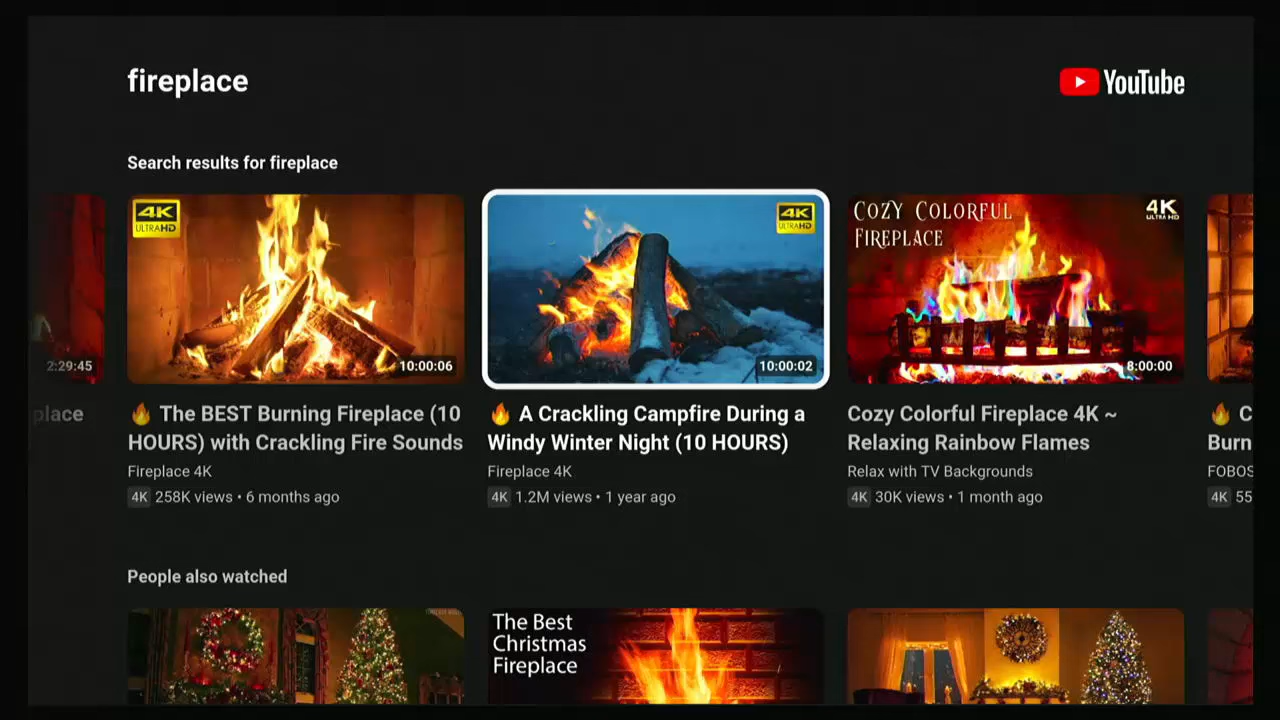 fireplace
YouTube
Search results for fireplace
4K
ULTRA HD
4K
ULTRA HD
COZY COLORFUL
FIREPLACE
4K
ULTRA HD
2:29:45
10:00:06
10:00:02
8:00:00
place
🔥 The BEST Burning Fireplace (10
HOURS) with Crackling Fire Sounds
Fireplace 4K
4K 258K views • 6 months ago
🔥 A Crackling Campfire During a
Windy Winter Night (10 HOURS)
Fireplace 4K
4K 1.2M views • 1 year ago
Cozy Colorful Fireplace 4K ~
Relaxing Rainbow Flames
Relax with TV Backgrounds
4K 30K views • 1 month ago
🔥 C
Burn
FOBOS
4K 55
People also watched
The Best
Christmas
Fireplace